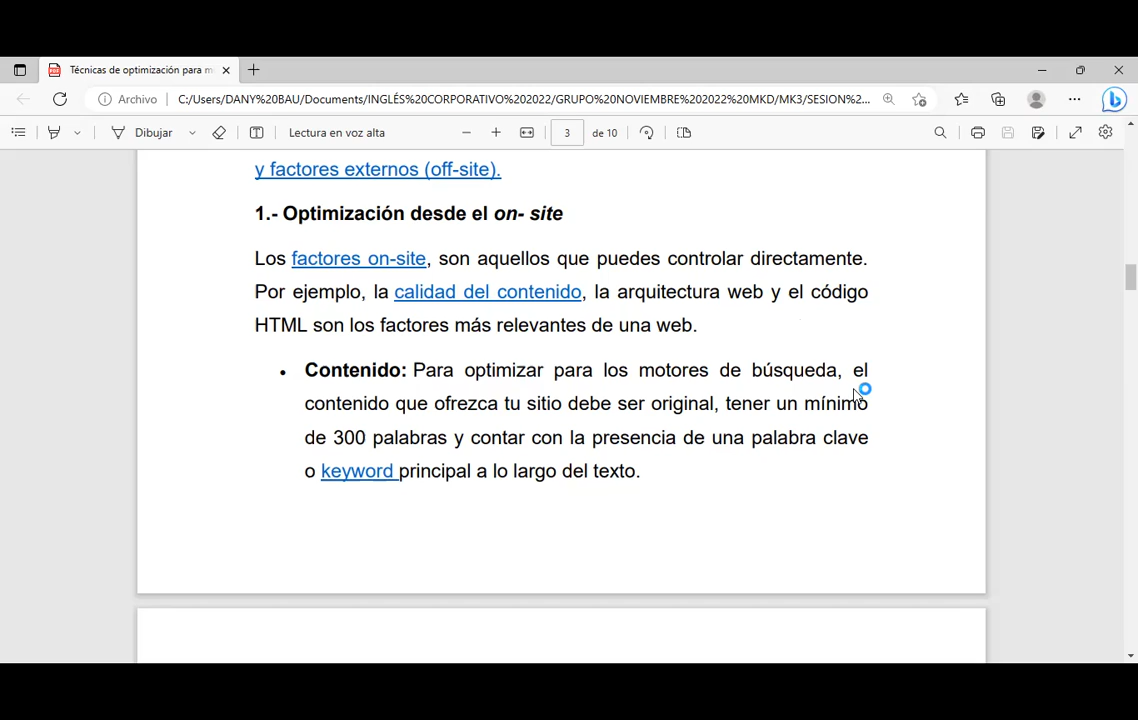 Técnicas de optimización para m
Archivo C:/Users/DANY%20BAU/Documents/INGLÉS%20CORPORATIVO%202022/GRUPO%20NOVIEMBRE%202022%20MKD/MK3/SESION%2...
Dibujar Lectura en voz alta 3 de 10
y factores externos (off-site).
1.- Optimización desde el on- site
Los factores on-site, son aquellos que puedes controlar directamente.
Por ejemplo, la calidad del contenido, la arquitectura web y el código
HTML son los factores más relevantes de una web.
• Contenido: Para optimizar para los motores de búsqueda, el
contenido que ofrezca tu sitio debe ser original, tener un mínimo
de 300 palabras y contar con la presencia de una palabra clave
o keyword principal a lo largo del texto.